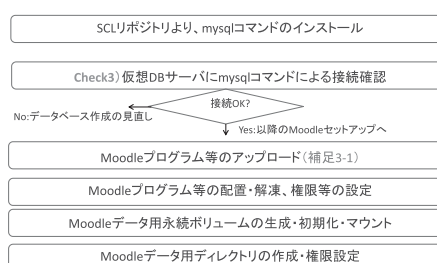 SCLリポジトリより、mysqlコマンドのインストール
Check3）仮想DBサーバにmysqlコマンドによる接続確認
接続OK?
No:データベース作成の見直し
Yes:以降のMoodleセットアップへ
Moodleプログラム等のアップロード（補足3-1）
Moodleプログラム等の配置・解凍、権限等の設定
Moodleデータ用永続ボリュームの生成・初期化・マウント
Moodleデータ用ディレクトリの作成・権限設定